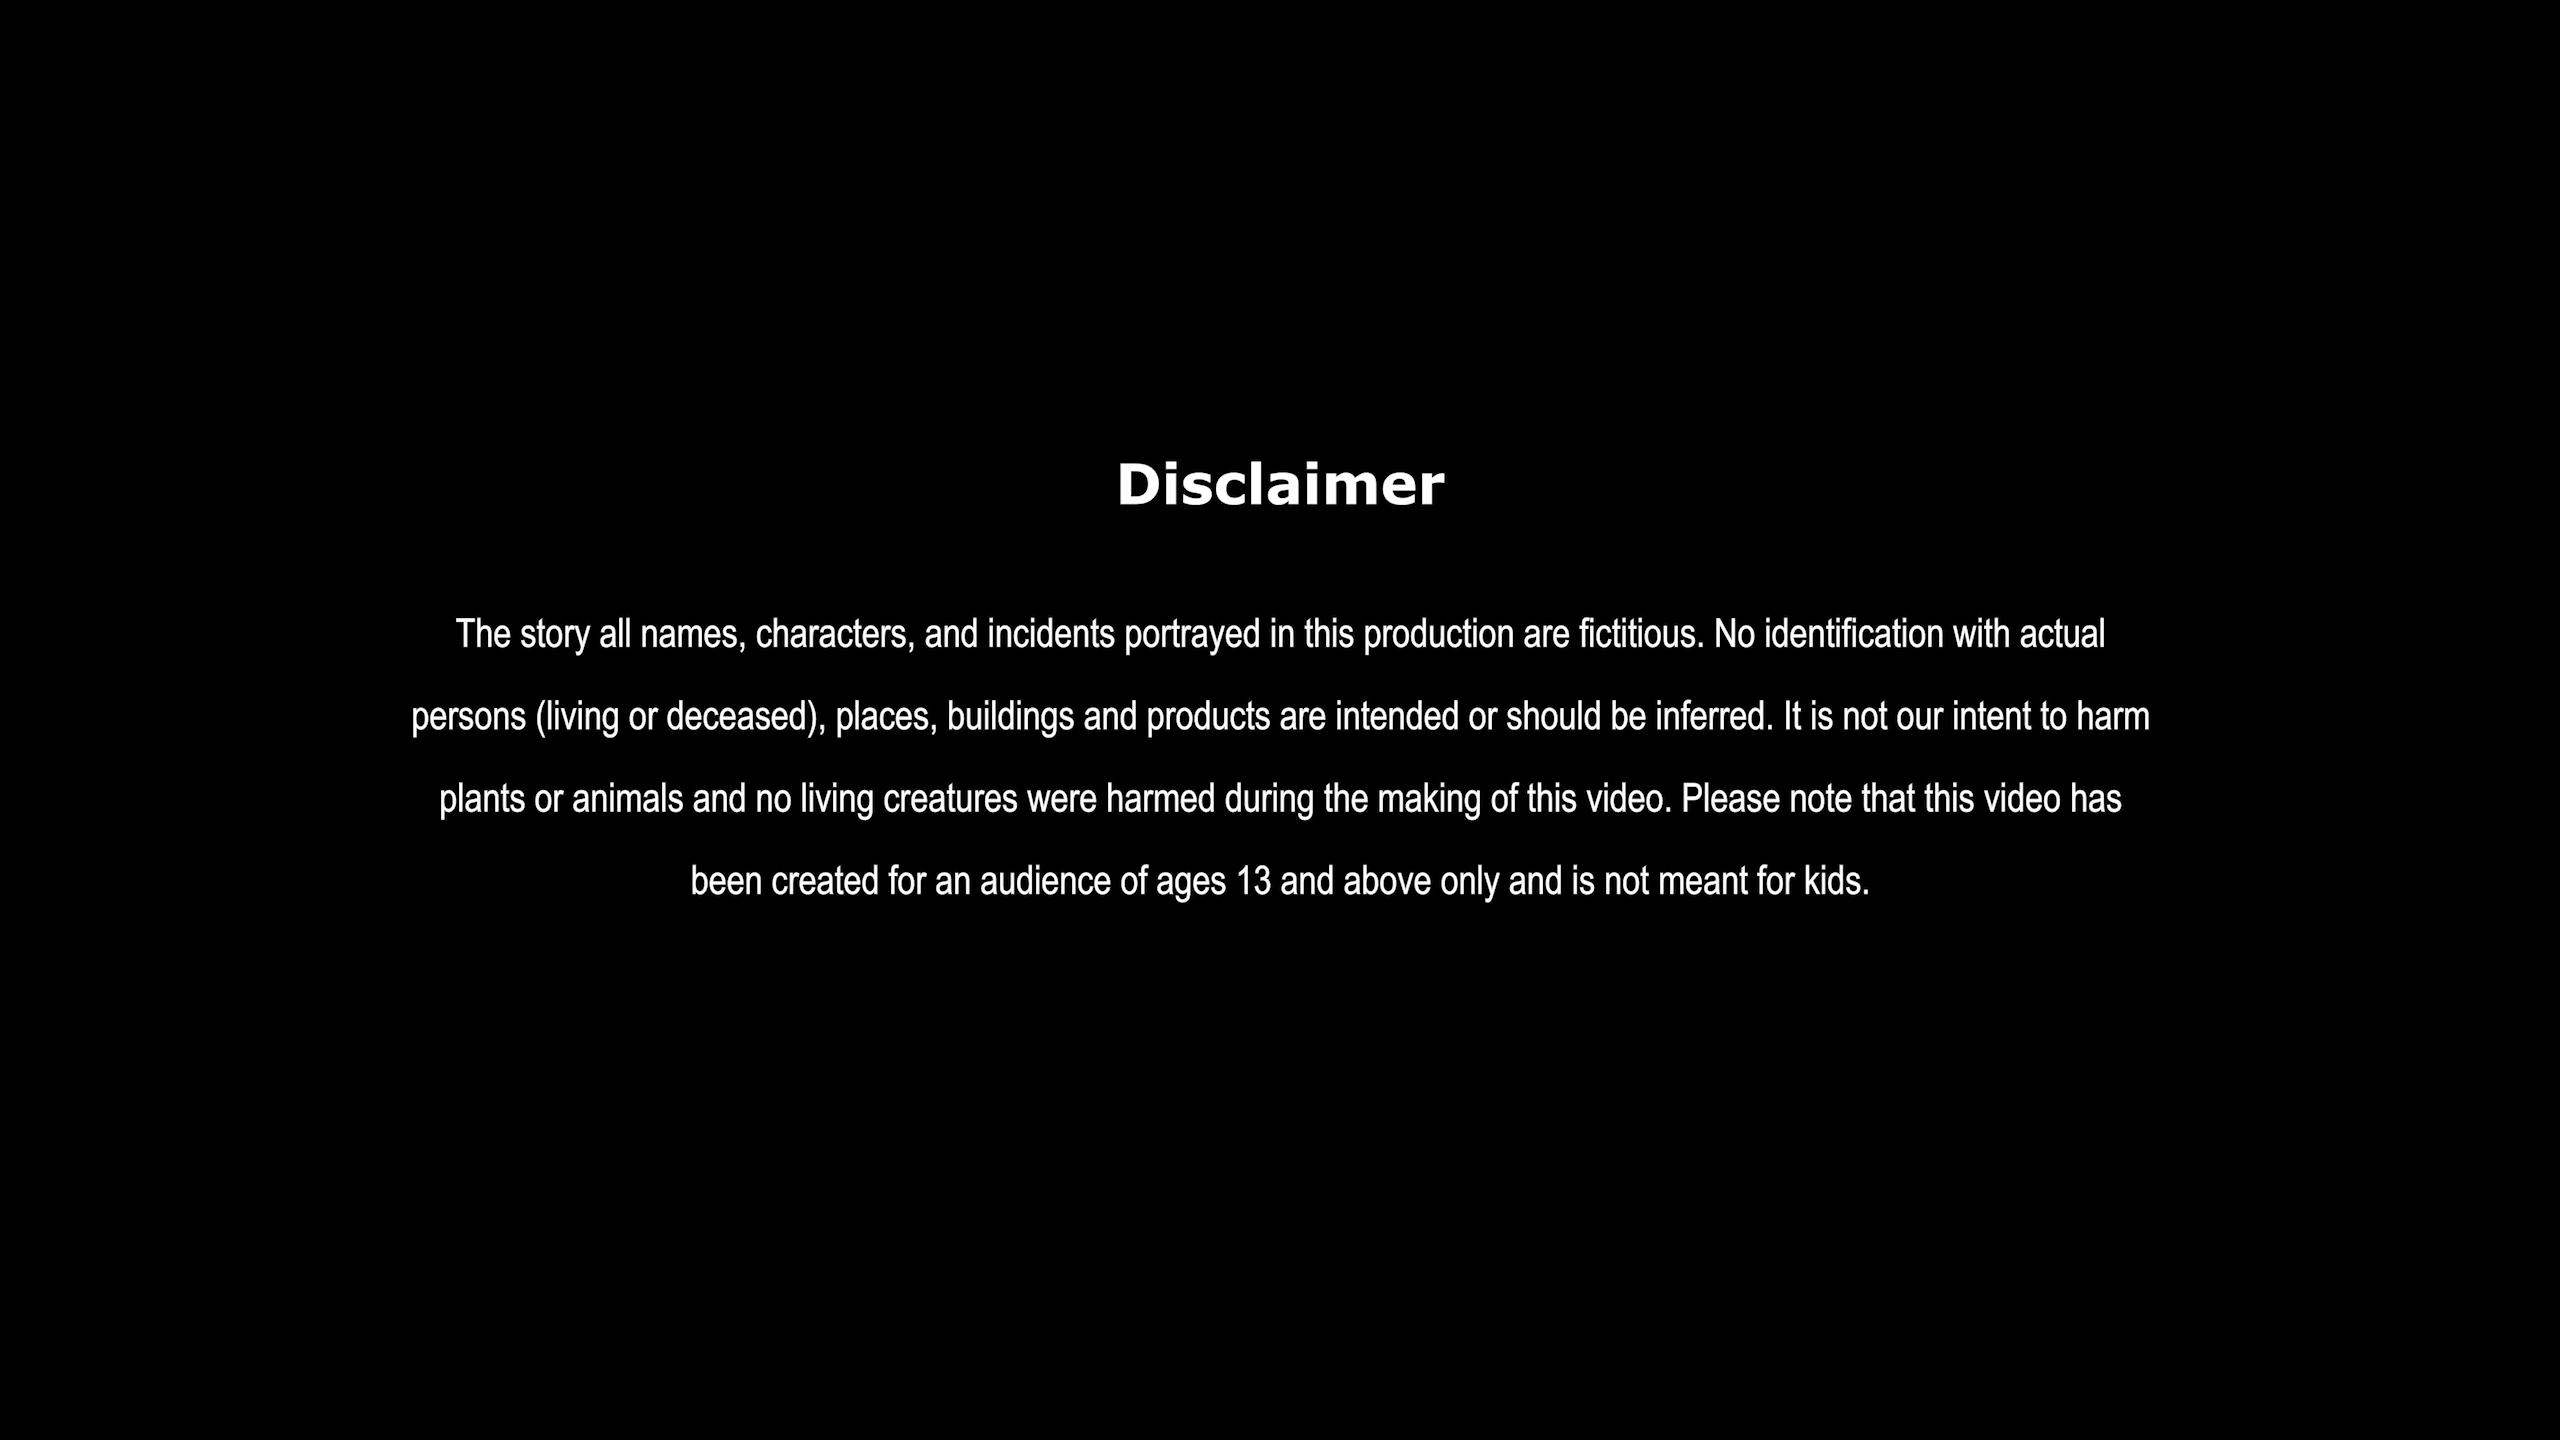 Disclaimer
The story all names, characters, and incidents portrayed in this production are fictitious. No identification with actual
persons (living or deceased), places, buildings and products are intended or should be inferred. It is not our intent to harm
plants or animals and no living creatures were harmed during the making of this video. Please note that this video has
been created for an audience of ages 13 and above only and is not meant for kids.